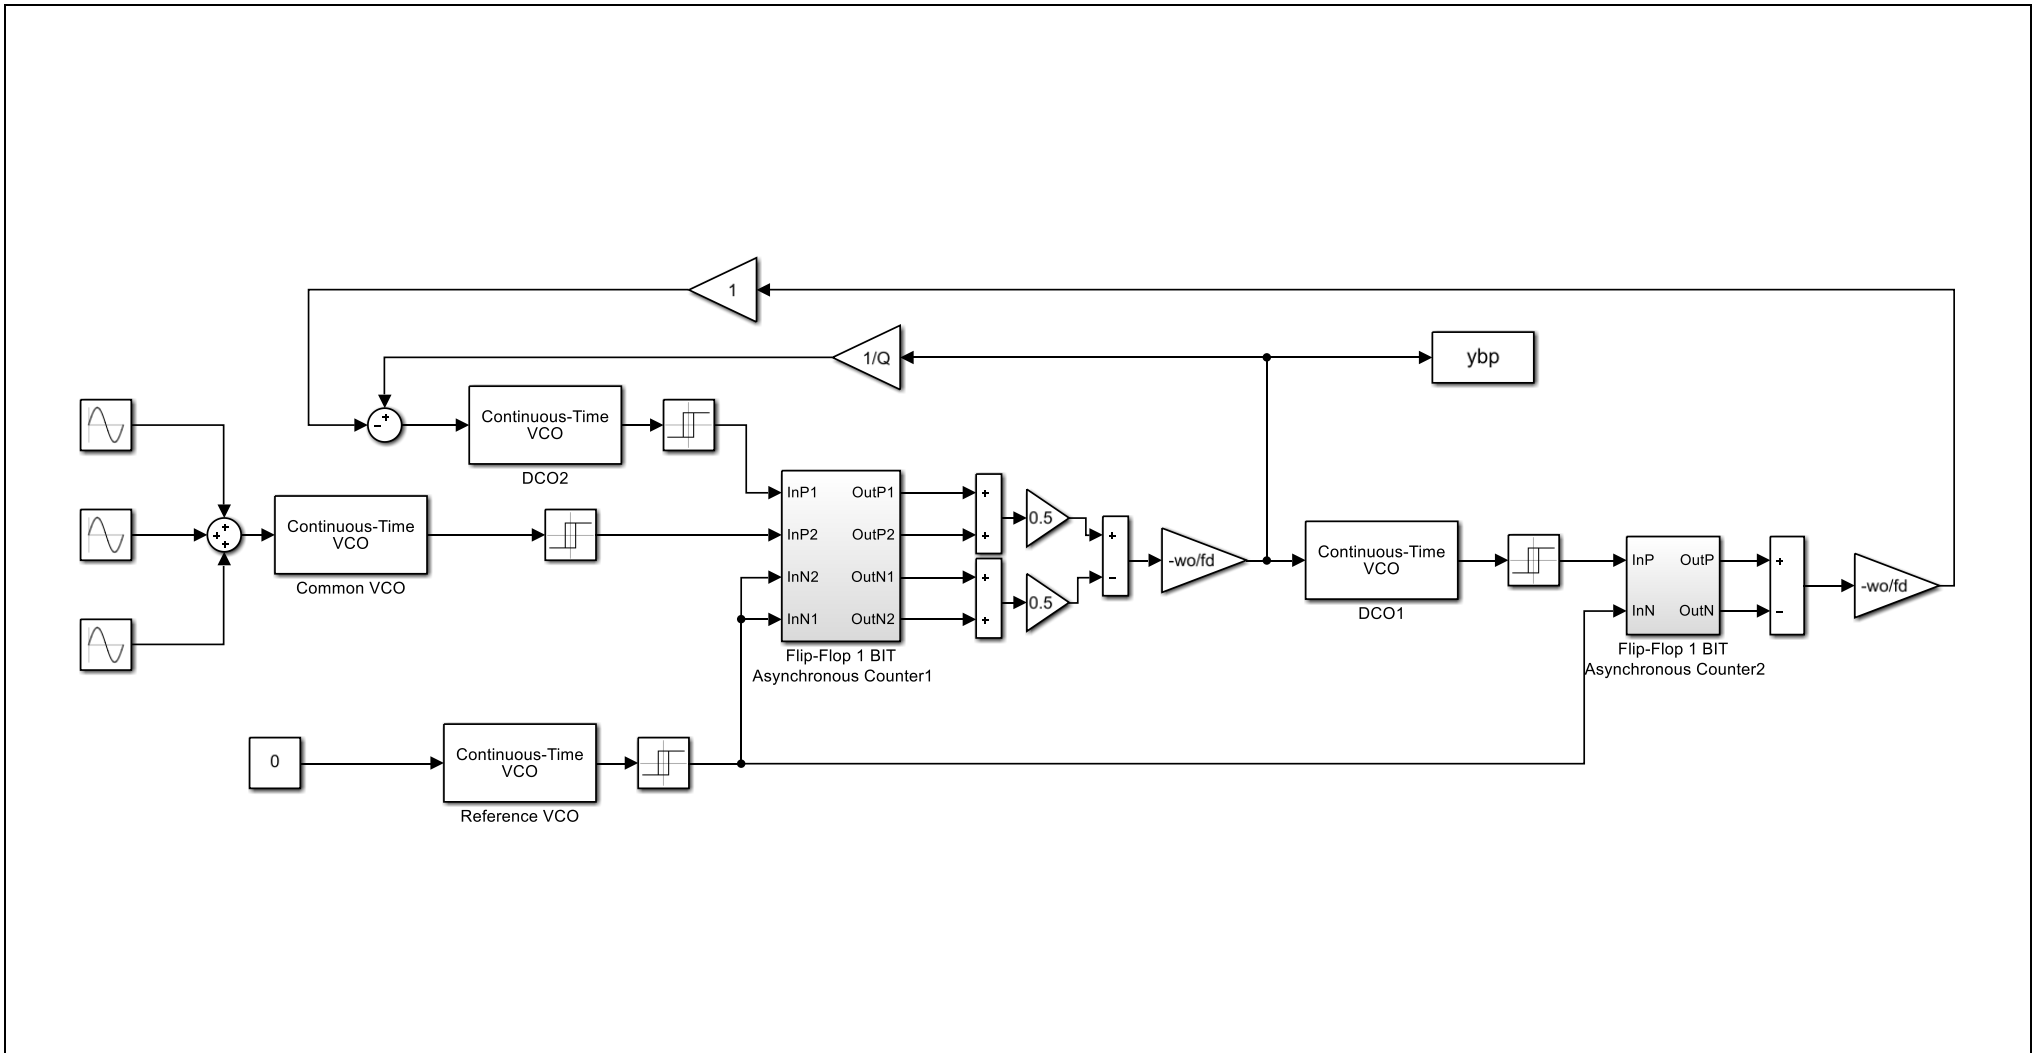 1
1/Q
ybp
Continuous-Time
VCO
DCO2
+
−
Continuous-Time
VCO
Common VCO
+
+
+
InP1
InP2
InN2
InN1
OutP1
OutP2
OutN1
OutN2
Flip-Flop 1 BIT
Asynchronous Counter1
+
+
+
+
0.5
0.5
+
−
-wo/fd
Continuous-Time
VCO
DCO1
InP
InN
OutP
OutN
Flip-Flop 1 BIT
Asynchronous Counter2
+
−
-wo/fd
0
Continuous-Time
VCO
Reference VCO